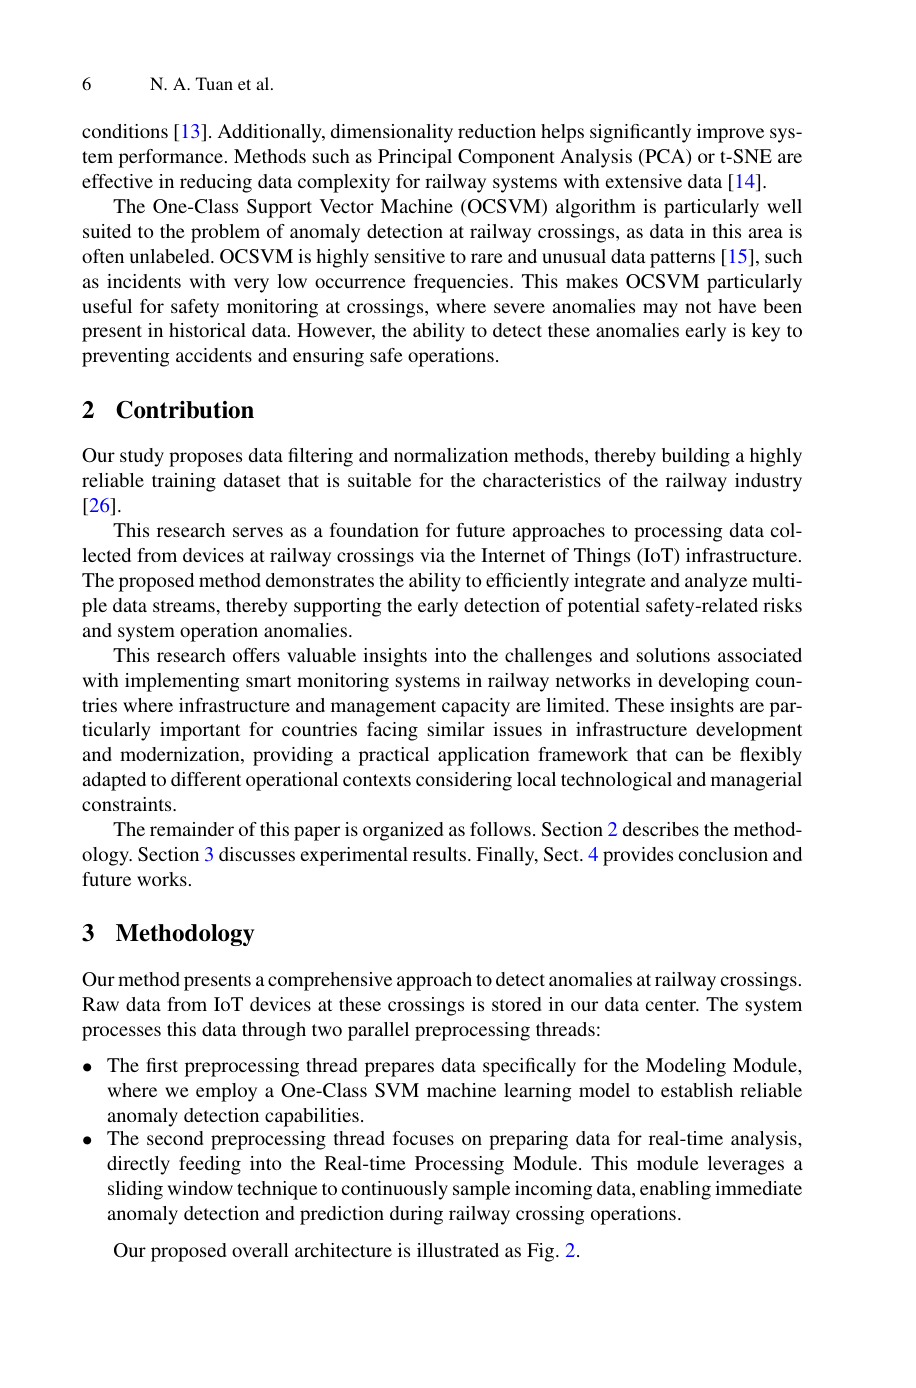 6 N. A. Tuan et al.
conditions [13]. Additionally, dimensionality reduction helps significantly improve sys-
tem performance. Methods such as Principal Component Analysis (PCA) or t-SNE are
effective in reducing data complexity for railway systems with extensive data [14].
The One-Class Support Vector Machine (OCSVM) algorithm is particularly well
suited to the problem of anomaly detection at railway crossings, as data in this area is
often unlabeled. OCSVM is highly sensitive to rare and unusual data patterns [15], such
as incidents with very low occurrence frequencies. This makes OCSVM particularly
useful for safety monitoring at crossings, where severe anomalies may not have been
present in historical data. However, the ability to detect these anomalies early is key to
preventing accidents and ensuring safe operations.
2 Contribution
Our study proposes data filtering and normalization methods, thereby building a highly
reliable training dataset that is suitable for the characteristics of the railway industry
[26].
This research serves as a foundation for future approaches to processing data col-
lected from devices at railway crossings via the Internet of Things (IoT) infrastructure.
The proposed method demonstrates the ability to efficiently integrate and analyze multi-
ple data streams, thereby supporting the early detection of potential safety-related risks
and system operation anomalies.
This research offers valuable insights into the challenges and solutions associated
with implementing smart monitoring systems in railway networks in developing coun-
tries where infrastructure and management capacity are limited. These insights are par-
ticularly important for countries facing similar issues in infrastructure development
and modernization, providing a practical application framework that can be flexibly
adapted to different operational contexts considering local technological and managerial
constraints.
The remainder of this paper is organized as follows. Section 2 describes the method-
ology. Section 3 discusses experimental results. Finally, Sect. 4 provides conclusion and
future works.
3 Methodology
Our method presents a comprehensive approach to detect anomalies at railway crossings.
Raw data from IoT devices at these crossings is stored in our data center. The system
processes this data through two parallel preprocessing threads:
• The first preprocessing thread prepares data specifically for the Modeling Module,
where we employ a One-Class SVM machine learning model to establish reliable
anomaly detection capabilities.
• The second preprocessing thread focuses on preparing data for real-time analysis,
directly feeding into the Real-time Processing Module. This module leverages a
sliding window technique to continuously sample incoming data, enabling immediate
anomaly detection and prediction during railway crossing operations.
Our proposed overall architecture is illustrated as Fig. 2.